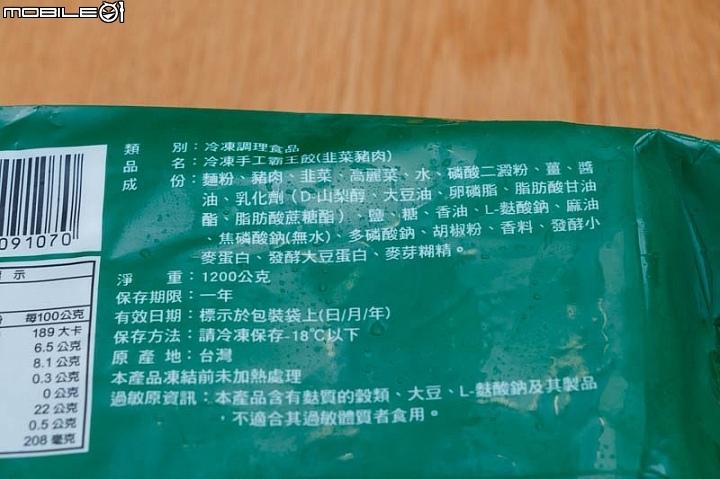 MOBILE01
類 別：冷凍調理食品
品 名：冷凍手工霸王餃(韭菜豬肉)
成 份：麵粉、豬肉、韭菜、高麗菜、水、磷酸二澱粉、薑、醬
油、乳化劑（D-山梨醇、大豆油、卵磷脂、脂肪酸甘油
酯、脂肪酸蔗糖酯）、鹽、糖、香油、L-麩酸鈉、麻油
、焦磷酸鈉(無水)、多磷酸鈉、胡椒粉、香料、發酵小
麥蛋白、發酵大豆蛋白、麥芽糊精。
淨 重：1200公克
保存期限：一年
有效日期：標示於包裝袋上(日/月/年)
保存方法：請冷凍保存-18℃以下
原 產 地：台灣
本產品凍結前未加熱處理
過敏原資訊：本產品含有麩質的穀類、大豆、L-麩酸鈉及其製品
，不適合其過敏體質者食用。
091070
示
每100公克
189 大卡
6.5 公克
8.1 公克
0.3 公克
0 公克
22 公克
0.5 公克
208 毫克